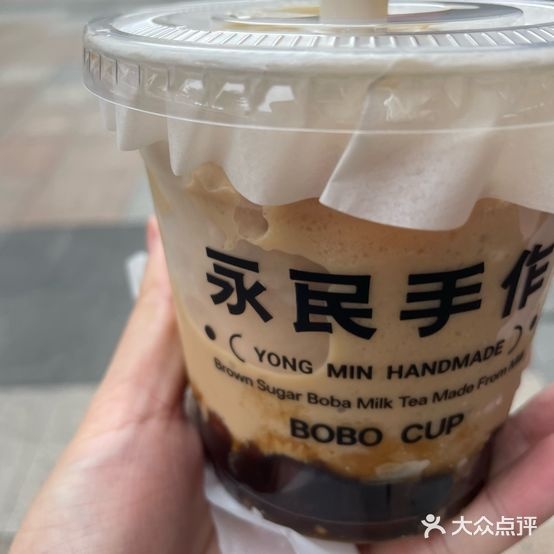 永民手作
YONG MIN HANDMADE
Brown Sugar Boba Milk Tea Made From Milk
BOBO CUP
大众点评